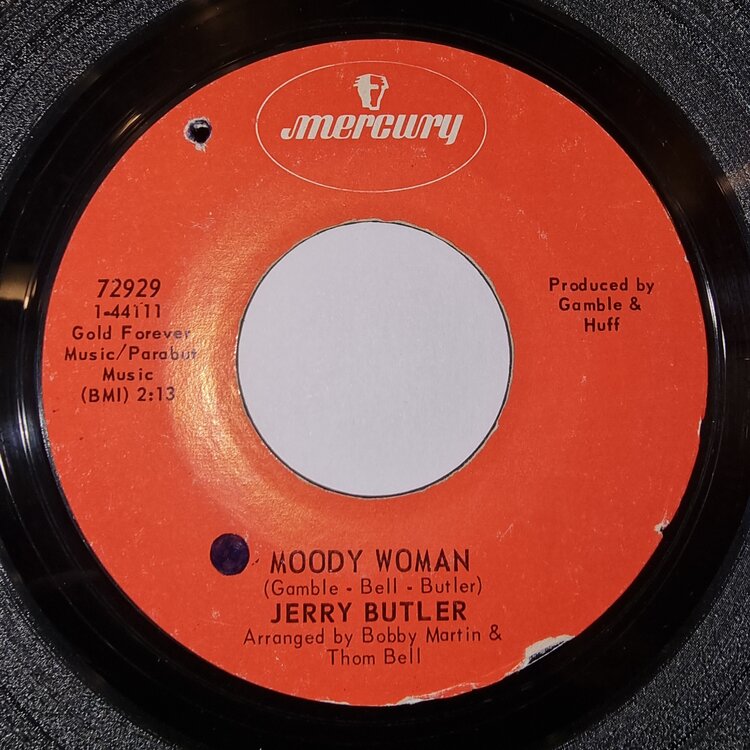 mercury
72929
1-44111
Gold Forever
Music/Parabut
Music
(BMI) 2:13
Produced by
Gamble &
Huff
MOODY WOMAN
(Gamble - Bell - Butler)
JERRY BUTLER
Arranged by Bobby Martin &
Thom Bell